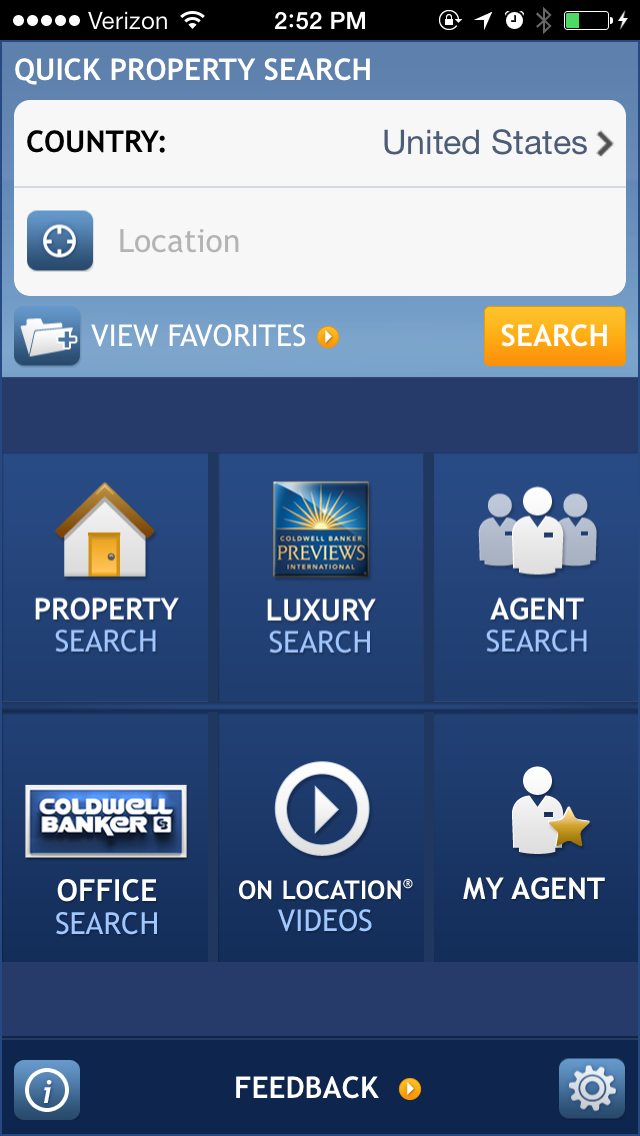 Verizon 2:52 PM
QUICK PROPERTY SEARCH
COUNTRY: United States
Location
VIEW FAVORITES SEARCH
COLDWELL BANKER
PREVIEWS
INTERNATIONAL
PROPERTY
SEARCH
LUXURY
SEARCH
AGENT
SEARCH
COLDWELL
BANKER CB
OFFICE
SEARCH
ON LOCATION®
VIDEOS
MY AGENT
i FEEDBACK